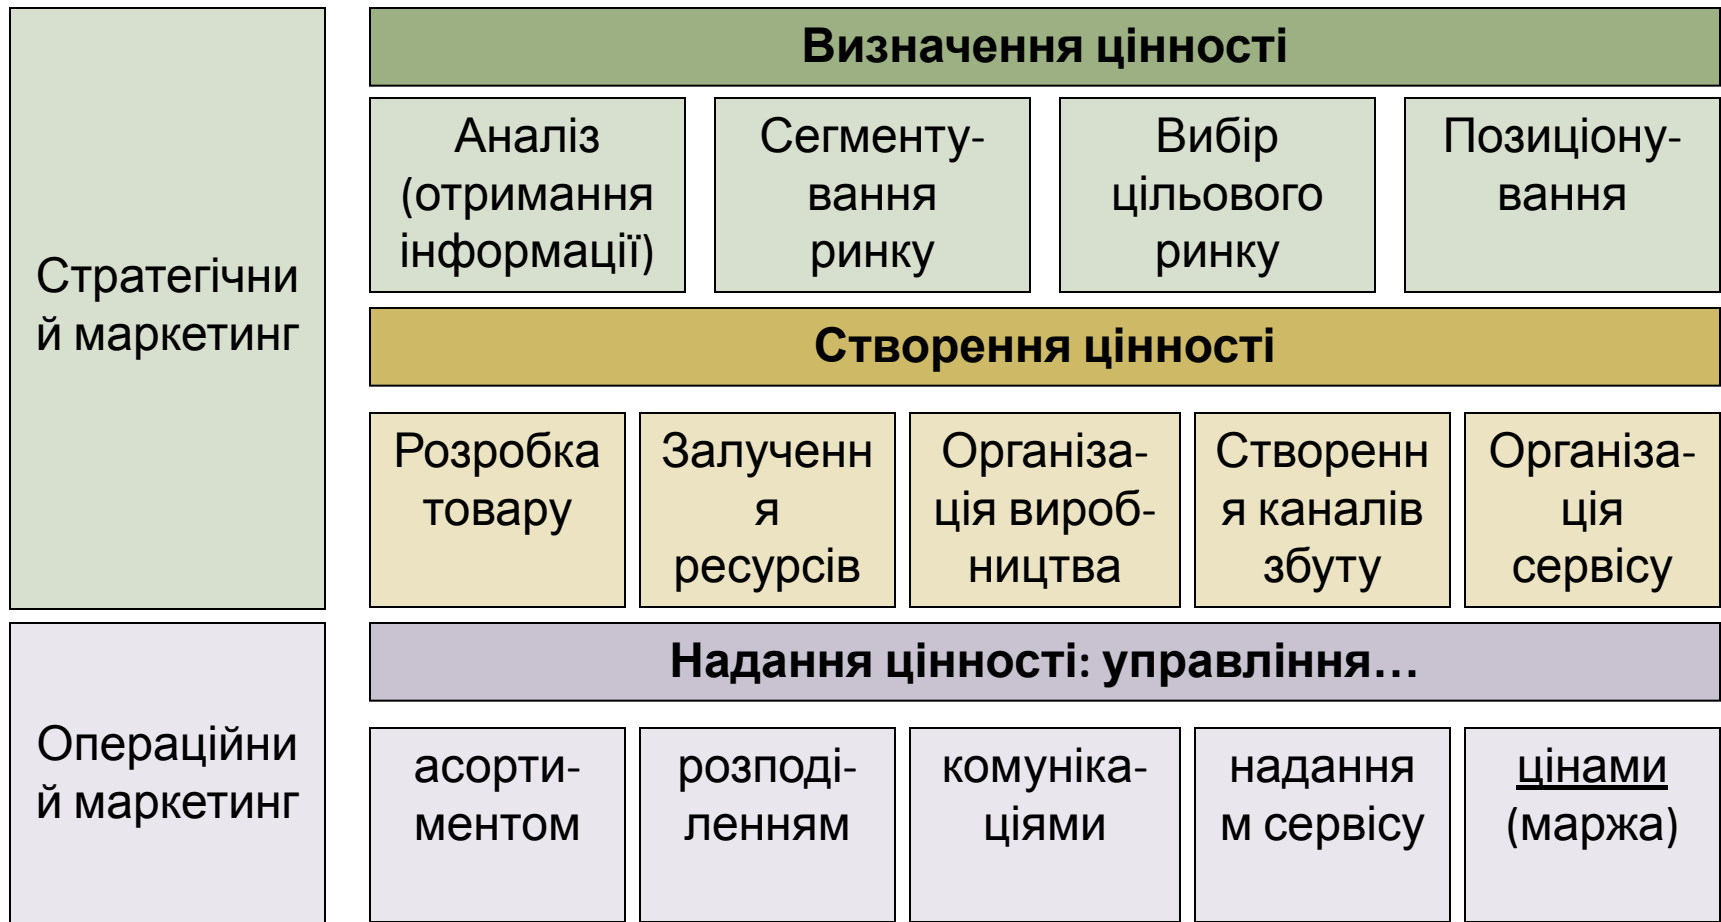 Стратегічни
й маркетинг
Визначення цінності
Аналіз
(отримання
інформації)
Сегменту-
вання
ринку
Вибір
цільового
ринку
Позиціону-
вання
Створення цінності
Розробка
товару
Залученн
я
ресурсів
Організа-
ція вироб-
ництва
Створенн
я каналів
збуту
Організа-
ція
сервісу
Операційни
й маркетинг
Надання цінності: управління…
асорти-
ментом
розподі-
ленням
комуніка-
ціями
надання
м сервісу
цінами
(маржа)